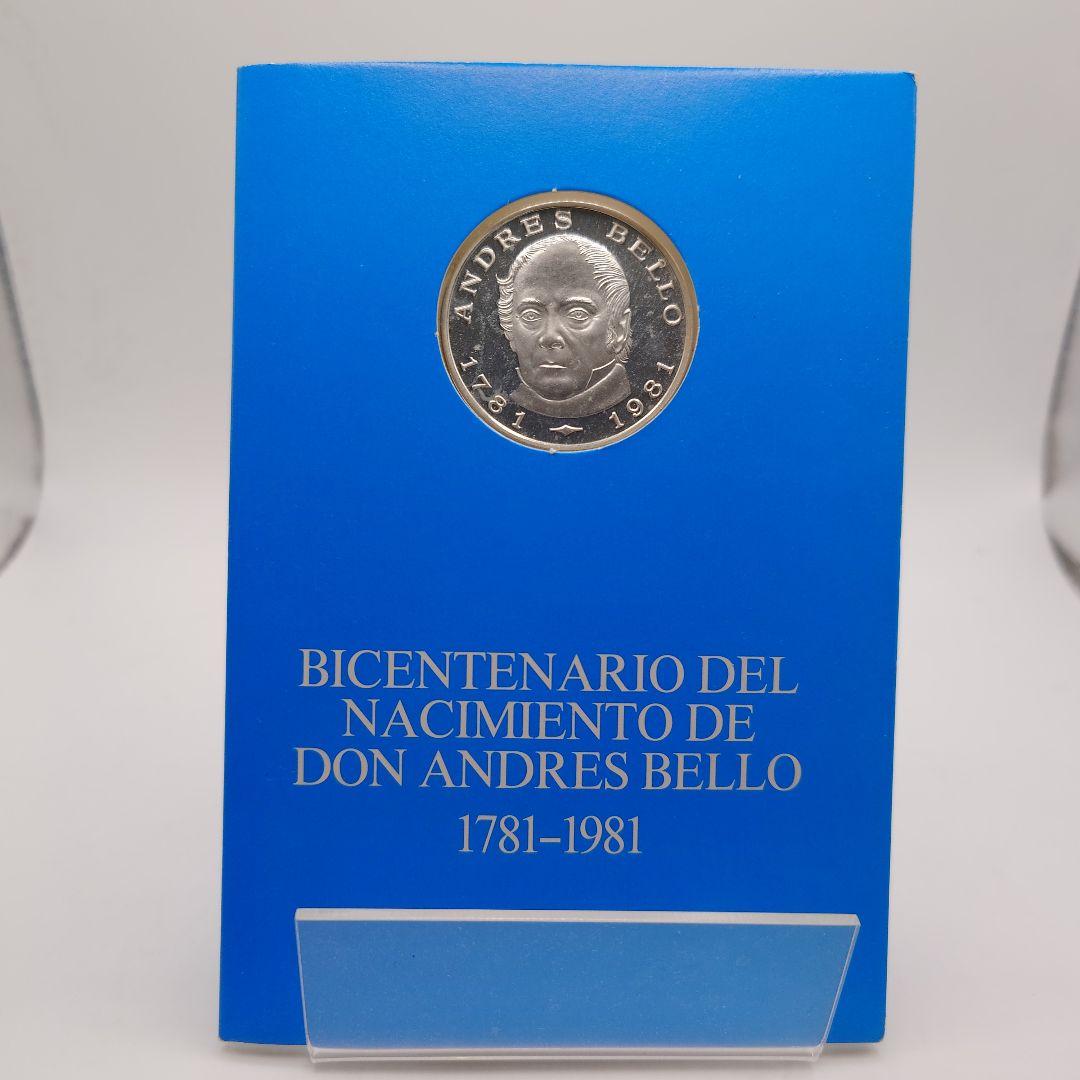 ANDRES BELLO
1781 1981
BICENTENARIO DEL
NACIMIENTO DE
DON ANDRES BELLO
1781–1981